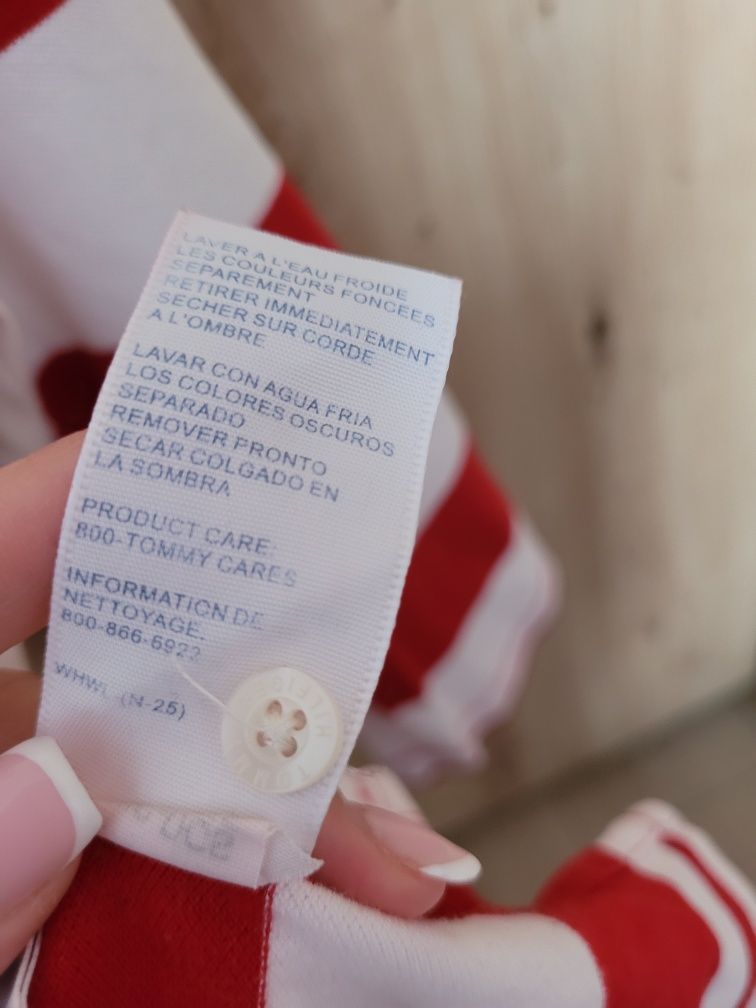 LAVER A L'EAU FROIDE
LES COULEURS FONCEES
SEPAREMENT
RETIRER IMMEDIATEMENT
SECHER SUR CORDE
A L'OMBRE
LAVAR CON AGUA FRIA
LOS COLORES OSCUROS
SEPARADO
REMOVER PRONTO
SECAR COLGADO EN
LA SOMBRA
PRODUCT CARE:
800-TOMMY CARES
INFORMATION DE
NETTOYAGE.
800-866-6922
(N-25)
TOMMY HILFIGER